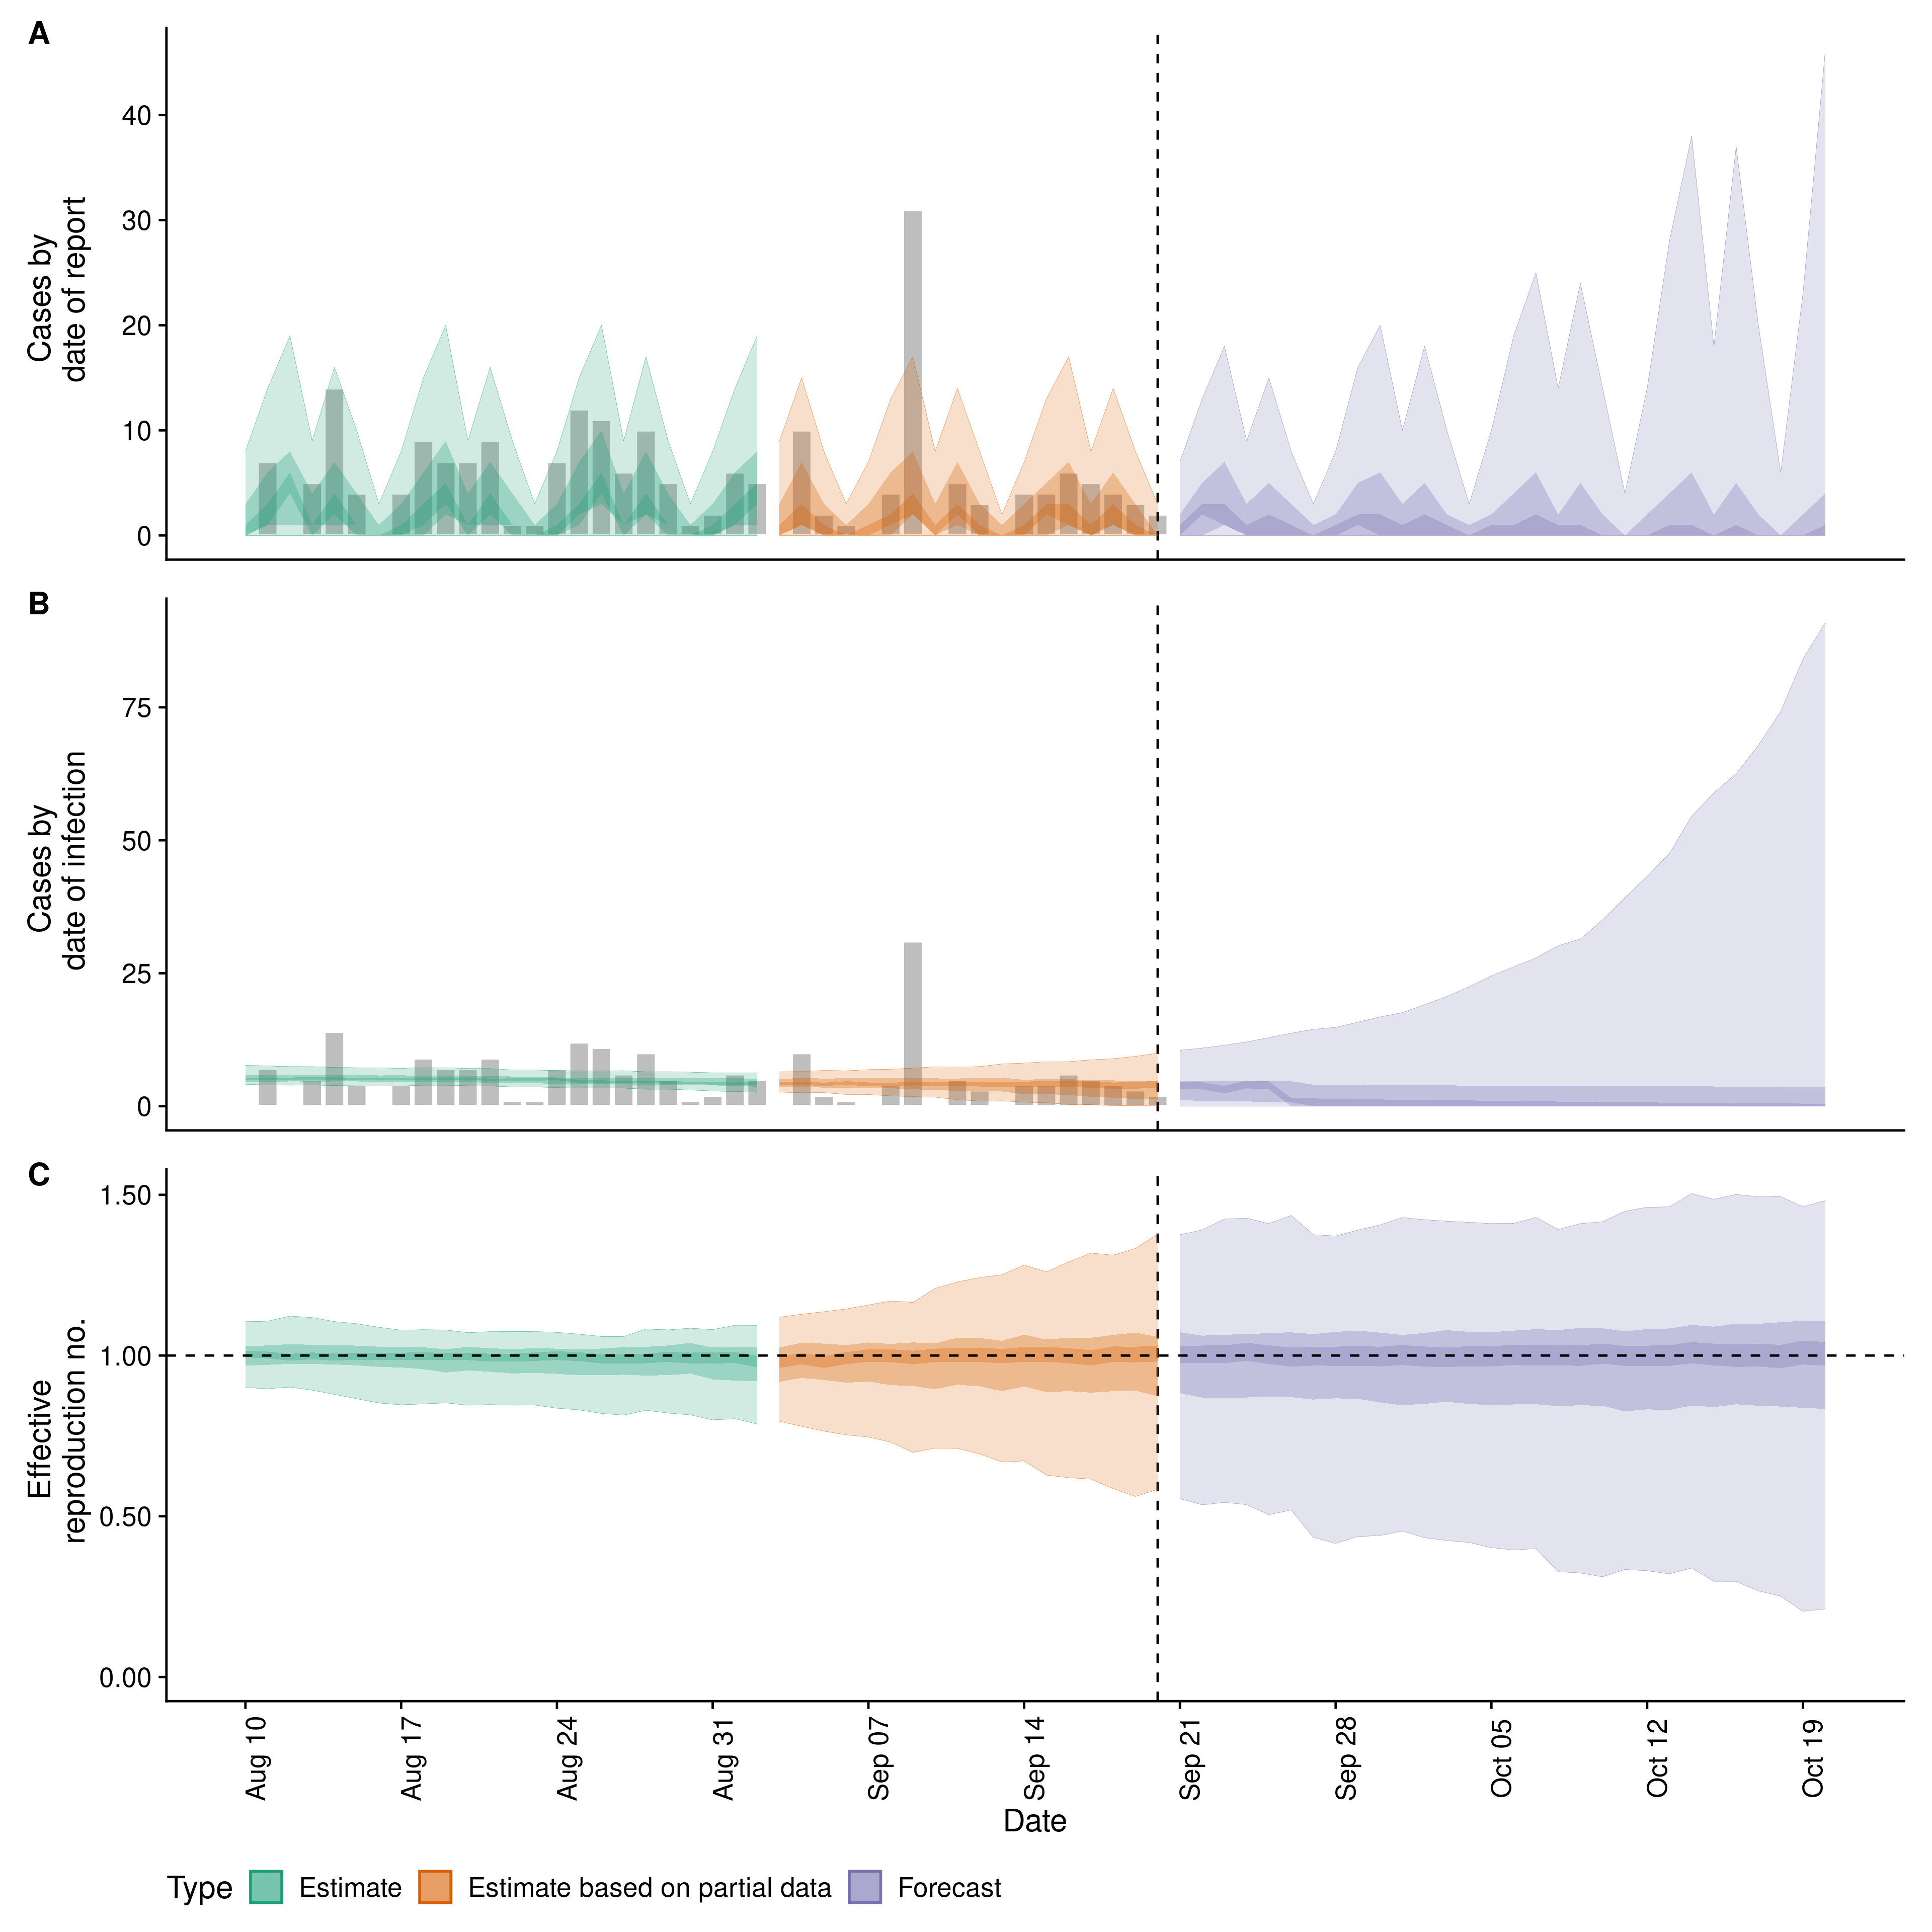 A
Cases by
date of report
40
30
20
10
0
B
Cases by
date of infection
75
50
25
0
C
Effective
reproduction no.
1.50
1.00
0.50
0.00
Aug 10
Aug 17
Aug 24
Aug 31
Sep 07
Sep 14
Sep 21
Sep 28
Oct 05
Oct 12
Oct 19
Date
Type Estimate Estimate based on partial data Forecast